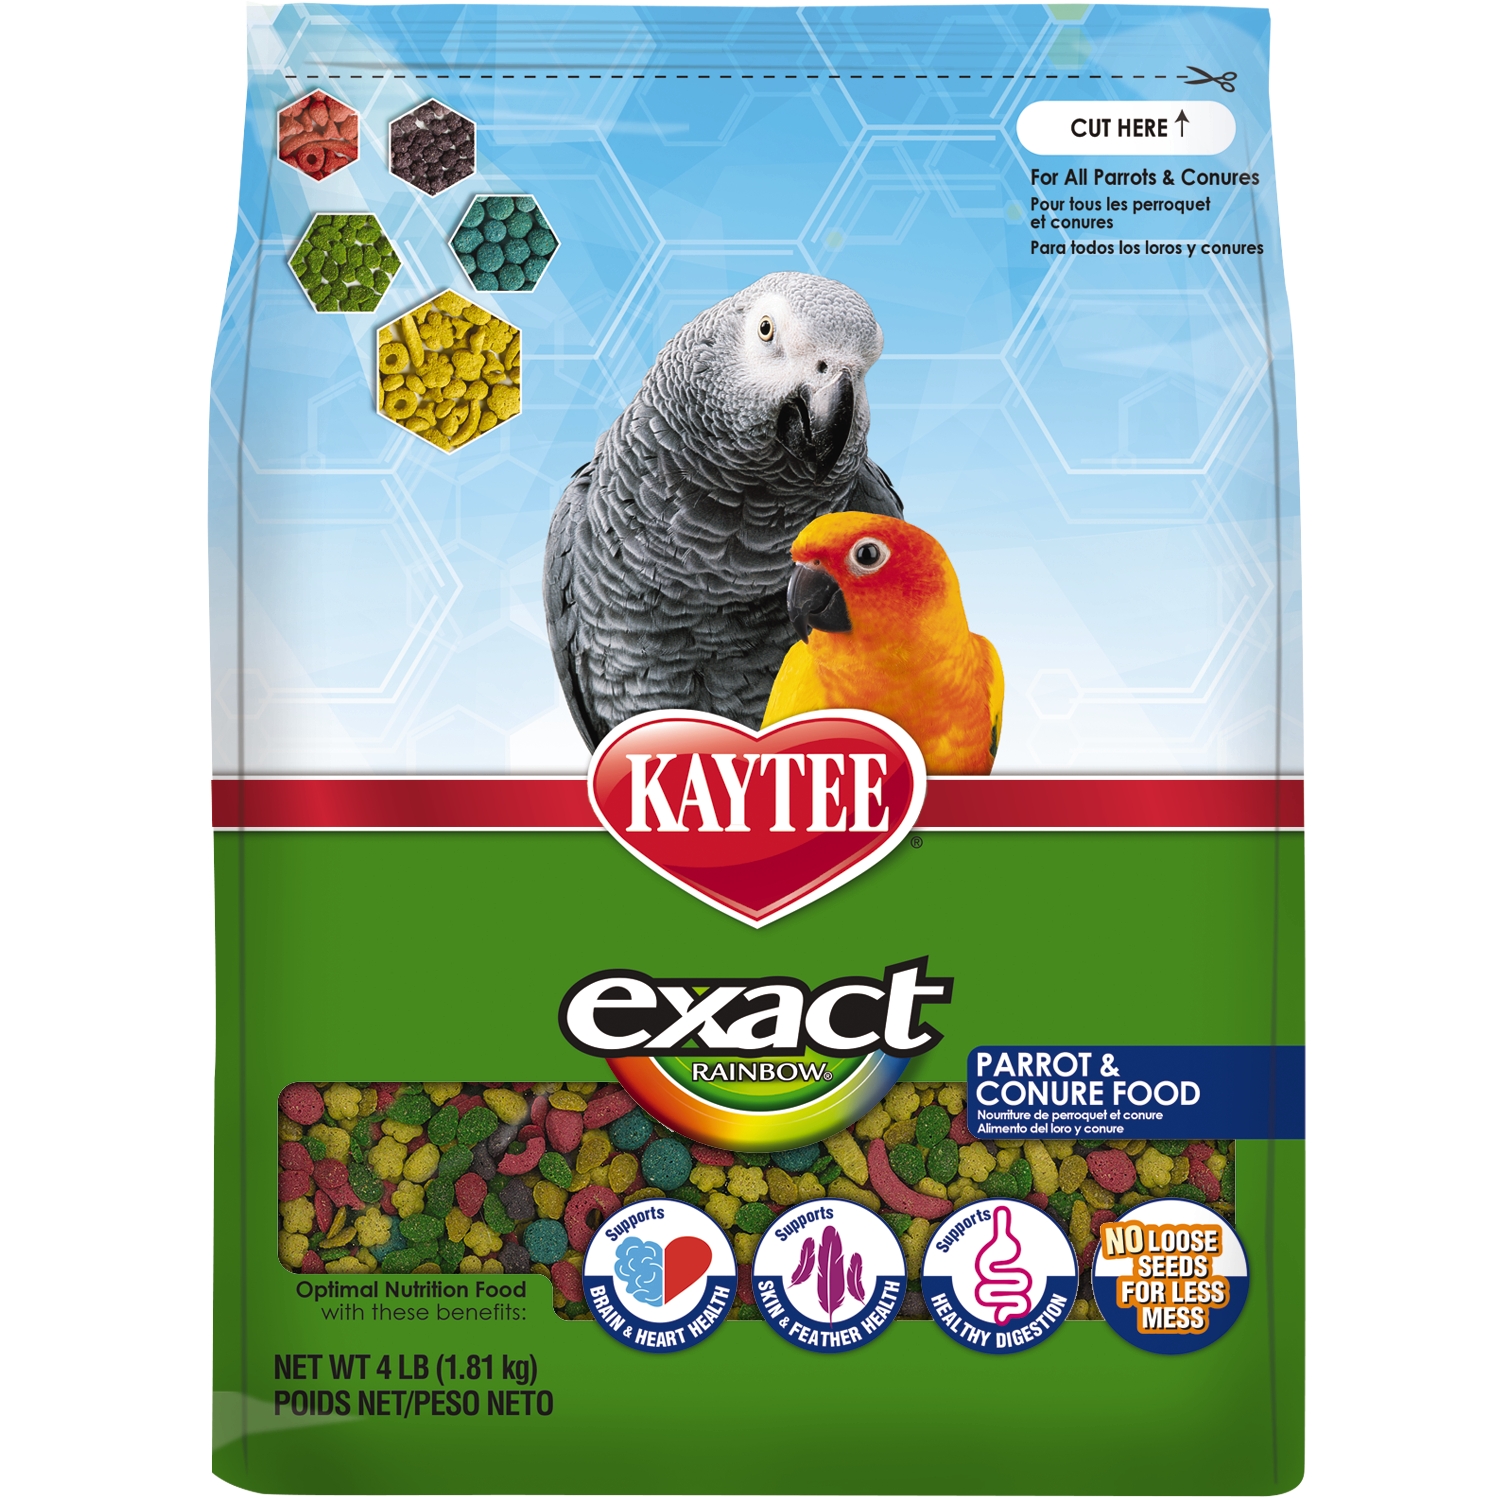 CUT HERE ↑
For All Parrots & Conures
Pour tous les perroquet
et conures
Para todos los loros y conures
KAYTEE
®
exact
RAINBOW®
PARROT &
CONURE FOOD
Nourriture de perroquet et conure
Alimento del loro y conure
Optimal Nutrition Food
with these benefits:
Supports
BRAIN & HEART HEALTH
Supports
SKIN & FEATHER HEALTH
Supports
HEALTHY DIGESTION
NO LOOSE
SEEDS
FOR LESS
MESS
NET WT 4 LB (1.81 kg)
POIDS NET/PESO NETO